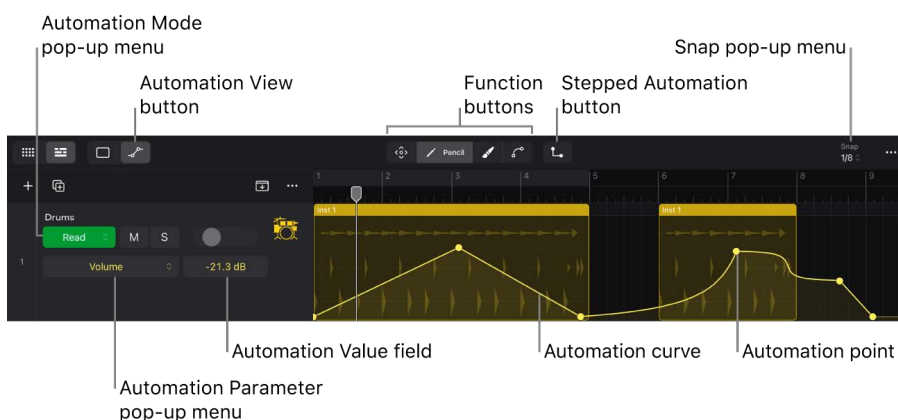 Automation Mode
pop-up menu
Snap pop-up menu
Automation View
button
Function
buttons
Stepped Automation
button
Pencil
Snap
1/8
1 2 3 4 5 6 7 8 9
Drums
Inst 1
Inst 1
Read M S
1
Volume -21.3 dB
Automation Value field
Automation curve
Automation point
Automation Parameter
pop-up menu